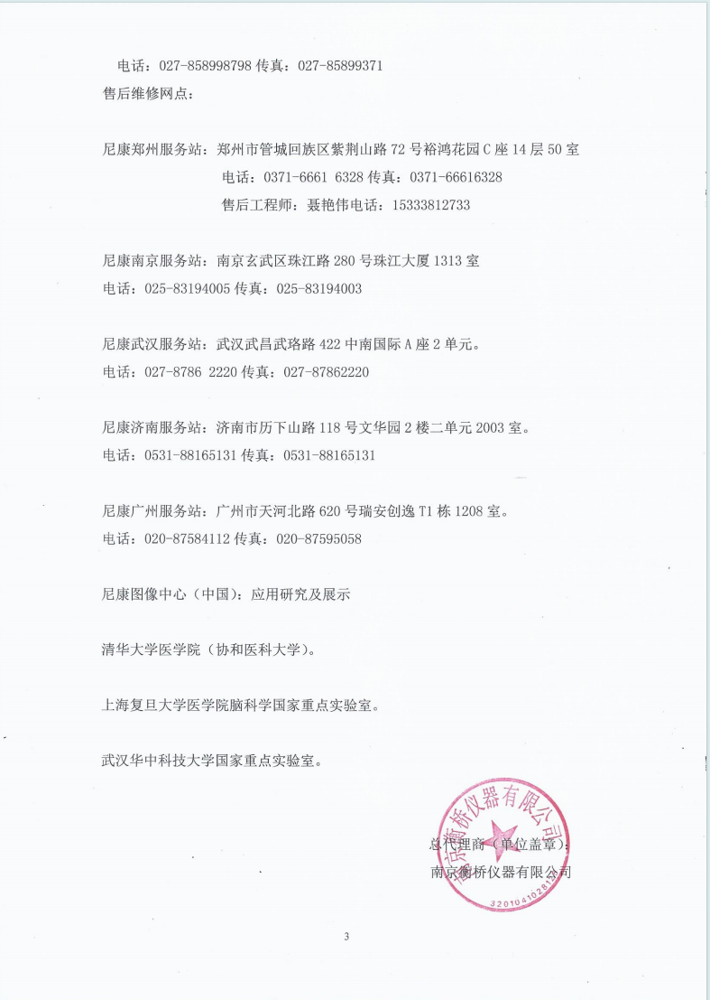 电话：027-858998798 传真：027-85899371
售后维修网点：
尼康郑州服务站：郑州市管城回族区紫荆山路 72 号裕鸿花园 C 座 14 层 50 室
电话：0371-6661 6328 传真：0371-66616328
售后工程师：聂艳伟电话：15333812733
尼康南京服务站：南京玄武区珠江路 280 号珠江大厦 1313 室
电话：025-83194005 传真：025-83194003
尼康武汉服务站：武汉武昌武珞路 422 中南国际 A 座 2 单元。
电话：027-8786 2220 传真：027-87862220
尼康济南服务站：济南市历下山路 118 号文华园 2 楼二单元 2003 室。
电话：0531-88165131 传真：0531-88165131
尼康广州服务站：广州市天河北路 620 号瑞安创逸 T1 栋 1208 室。
电话：020-87584112 传真：020-87595058
尼康图像中心（中国）：应用研究及展示
清华大学医学院（协和医科大学）。
上海复旦大学医学院脑科学国家重点实验室。
武汉华中科技大学国家重点实验室。
南京衡桥仪器有限公司
总代理商（单位盖章）：
南京衡桥仪器有限公司
3